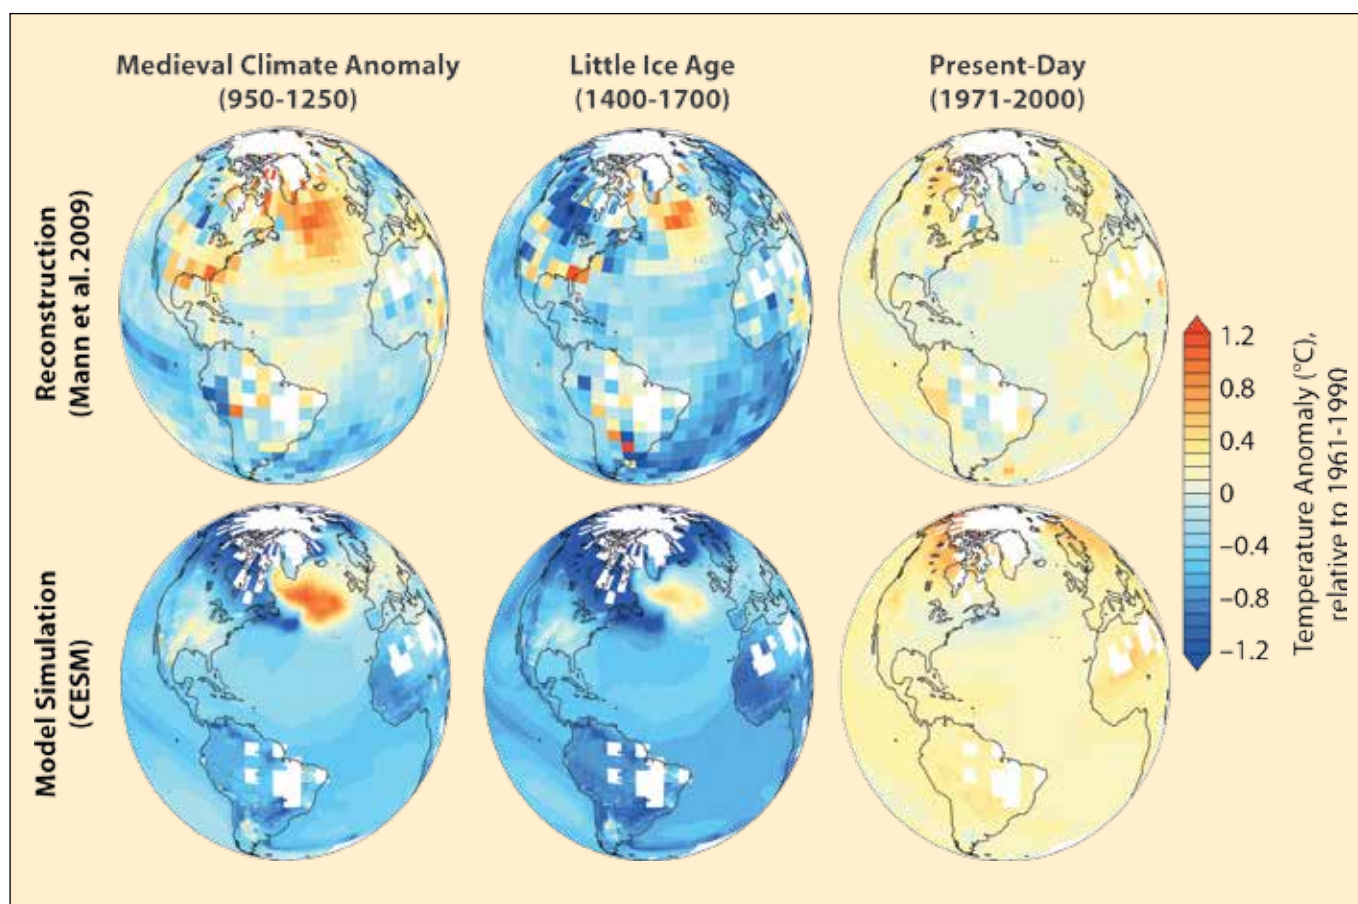 Medieval Climate Anomaly
(950-1250)
Little Ice Age
(1400-1700)
Present-Day
(1971-2000)
Reconstruction
(Mann et al. 2009)
Model Simulation
(CESM)
1.2
0.8
0.4
0
−0.4
−0.8
−1.2
Temperature Anomaly (°C),
relative to 1961-1990